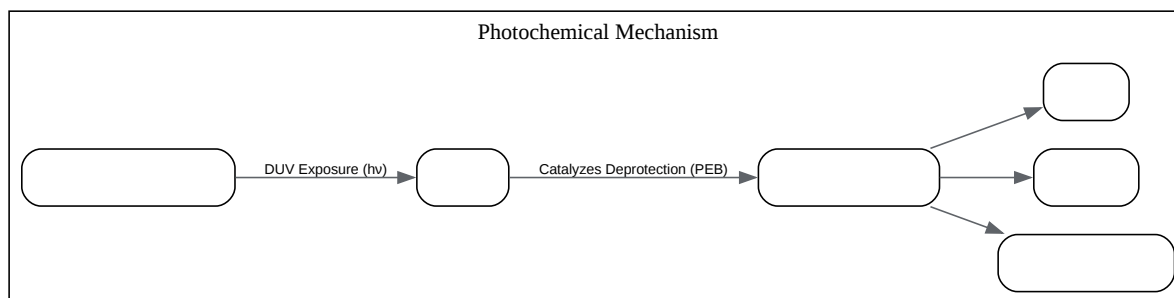 Photochemical Mechanism
DUV Exposure (hν)
Catalyzes Deprotection (PEB)